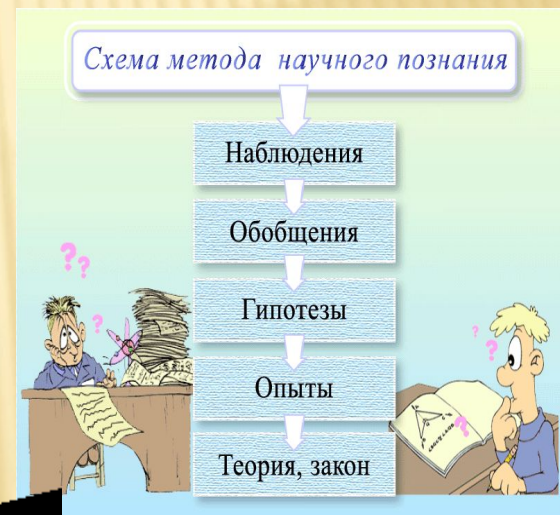 Схема метода научного познания
Наблюдения
Обобщения
Гипотезы
Опыты
Теория, закон